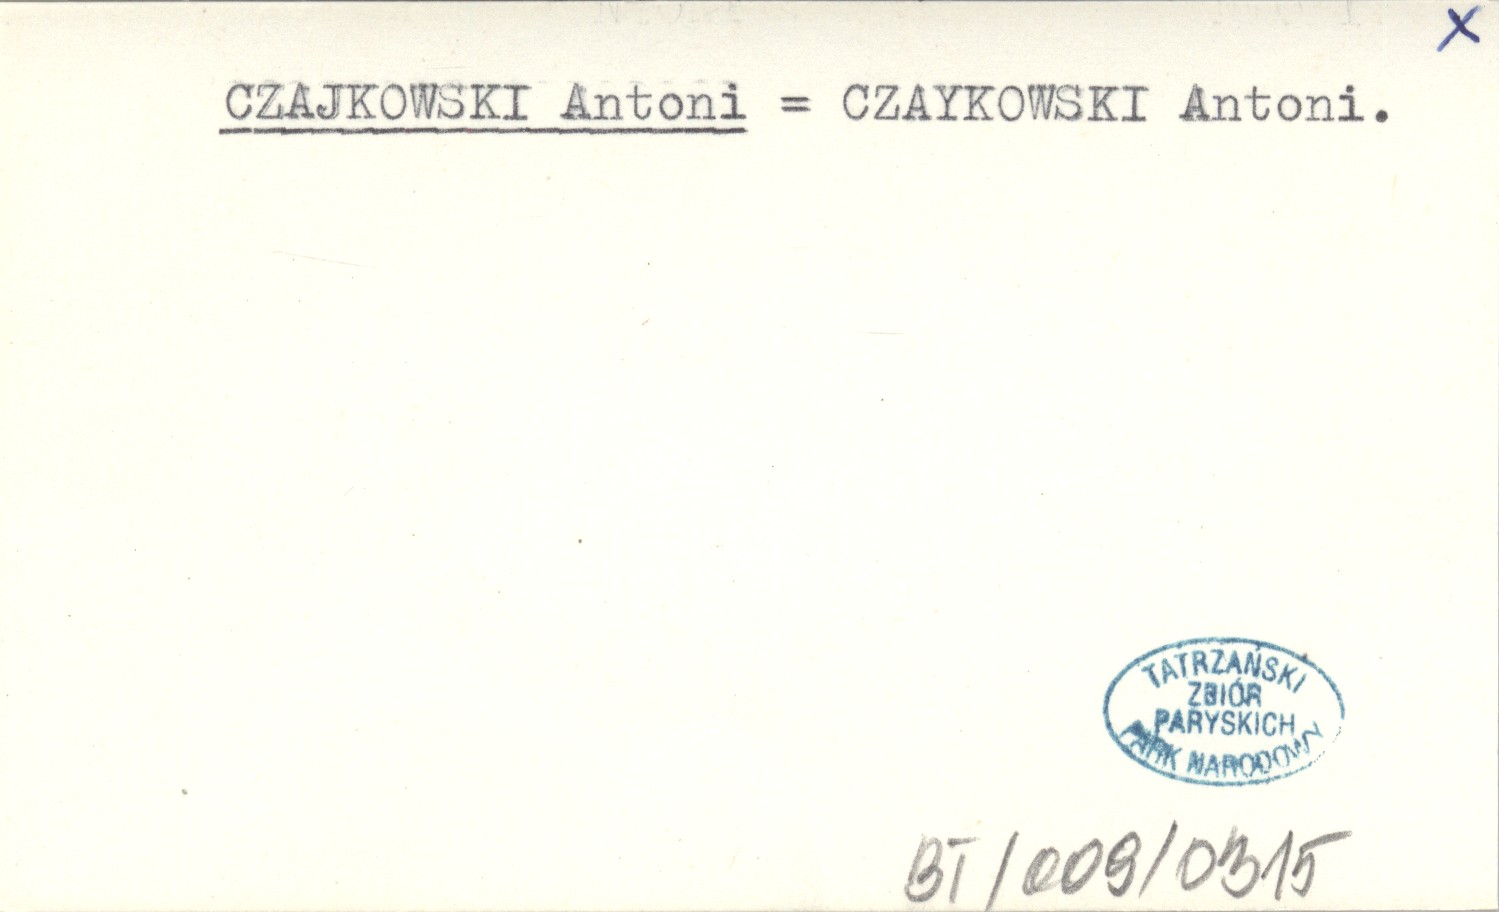 X
CZAJKOWSKI Antoni = CZAYKOWSKI Antoni.
TATRZAŃSKI
ZBIÓR
PARYSKICH
PARK NARODOWY
BT/009/0315